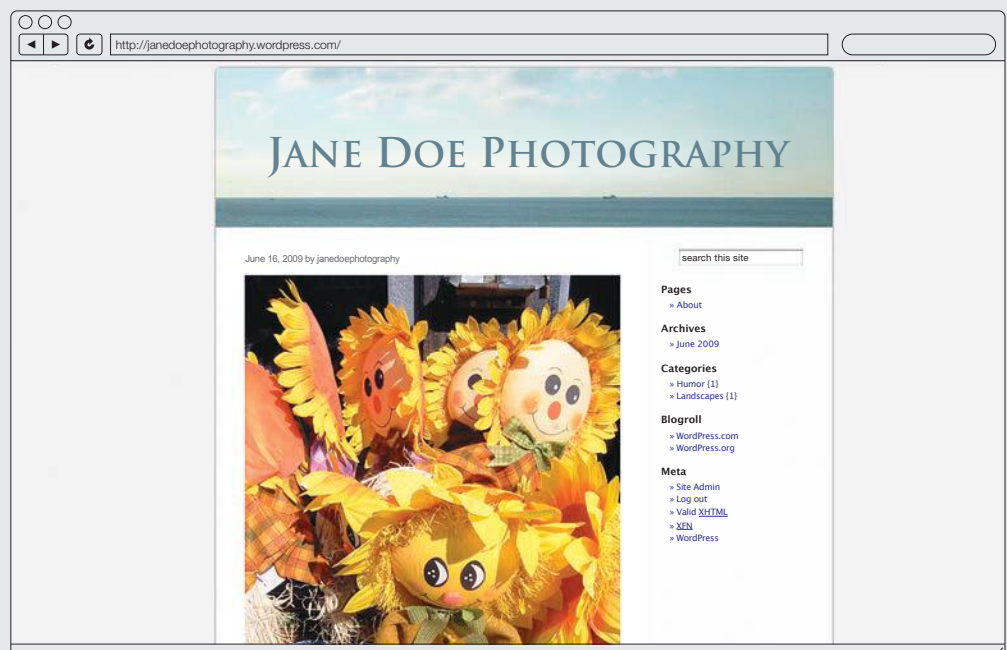 http://janedoephotography.wordpress.com/
JANE DOE PHOTOGRAPHY
June 16, 2009 by janedoephotography
search this site
Pages
» About
Archives
» June 2009
Categories
» Humor (1)
» Landscapes (1)
Blogroll
» WordPress.com
» WordPress.org
Meta
» Site Admin
» Log out
» Valid XHTML
» XFN
» WordPress